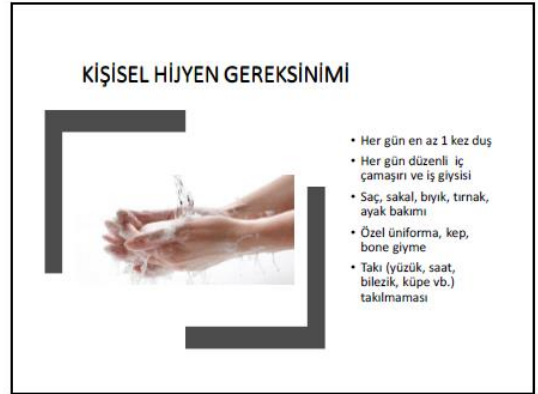 KİŞİSEL HİJYEN GEREKSİNİMİ
• Her gün en az 1 kez duş
• Her gün düzenli iç
çamaşırı ve iş giysisi
• Saç, sakal, bıyık, tırnak,
ayak bakımı
• Özel üniforma, kep,
bone giyme
• Takı (yüzük, saat,
bilezik, küpe vb.)
takılmaması